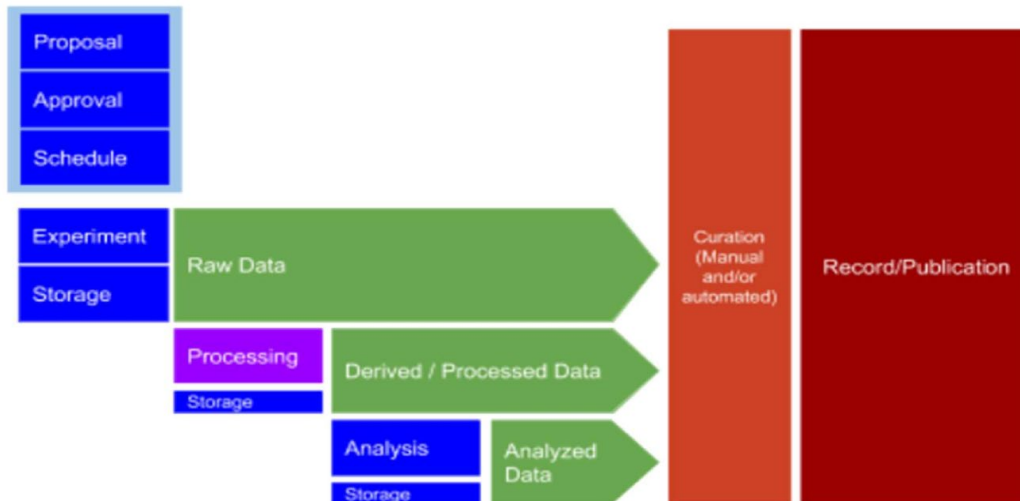 Proposal
Approval
Schedule
Experiment
Storage
Raw Data
Processing
Storage
Derived / Processed Data
Analysis
Storage
Analyzed
Data
Curation
(Manual
and/or
automated)
Record/Publication